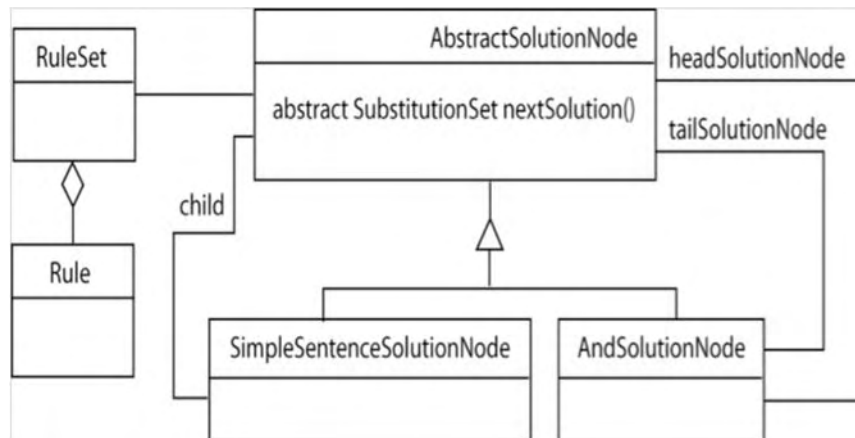 AbstractSolutionNode
RuleSet
headSolutionNode
abstract SubstitutionSet nextSolution()
tailSolutionNode
child
Rule
SimpleSentenceSolutionNode
AndSolutionNode